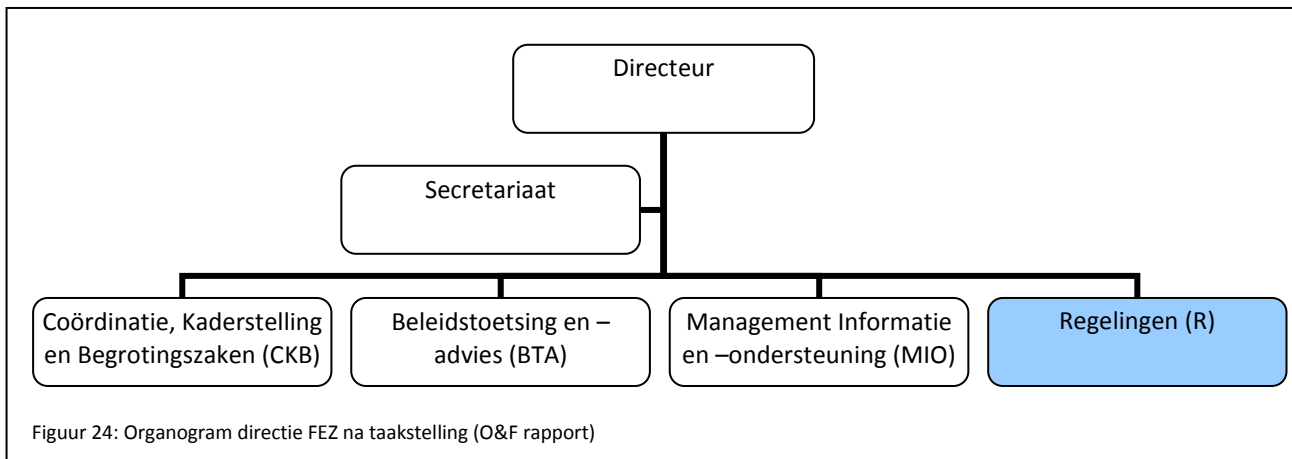 Directeur
Secretariaat
Coördinatie, Kaderstelling
en Begrotingszaken (CKB)
Beleidstoetsing en –
advies (BTA)
Management Informatie
en –ondersteuning (MIO)
Regelingen (R)
Figuur 24: Organogram directie FEZ na taakstelling (O&F rapport)